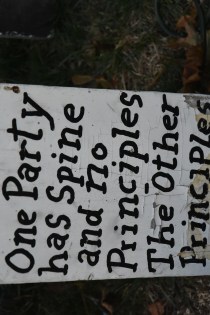 One Party
has Spine
and no
Principles
The Other
Principles